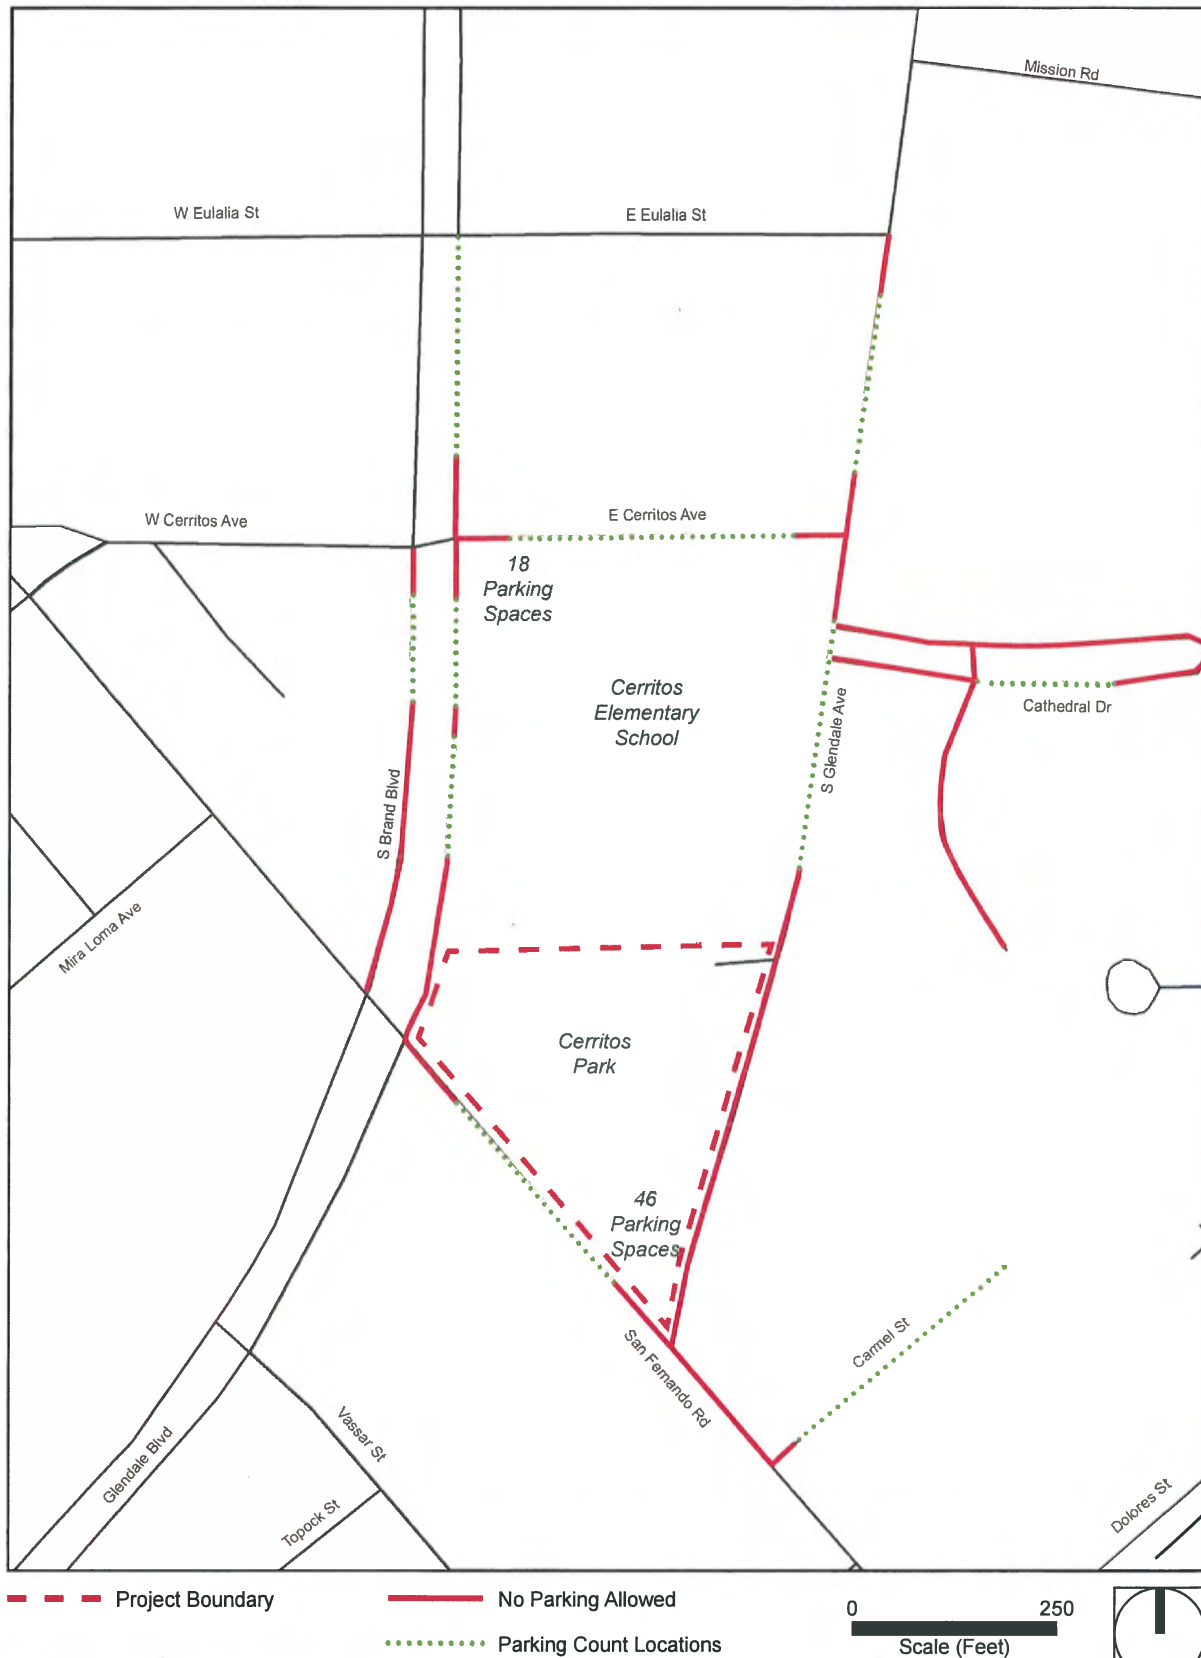 Mission Rd
W Eulalia St
E Eulalia St
W Cerritos Ave
E Cerritos Ave
18
Parking
Spaces
Cerritos
Elementary
School
S Glendale Ave
Cathedral Dr
S Brand Blvd
Mira Loma Ave
Cerritos
Park
46
Parking
Spaces
San Fernando Rd
Carmel St
Vassar St
Glendale Blvd
Topock St
Dolores St
Project Boundary
No Parking Allowed
Parking Count Locations
0 250
Scale (Feet)